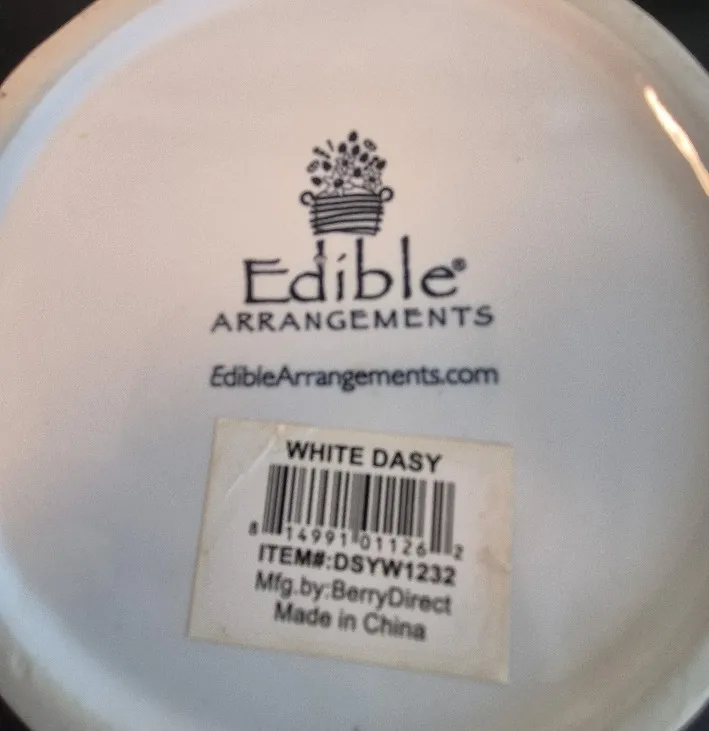 Edible®
ARRANGEMENTS
EdibleArrangements.com
WHITE DASY
8 14991 01126 2
ITEM#:DSYW1232
Mfg.by:BerryDirect
Made in China